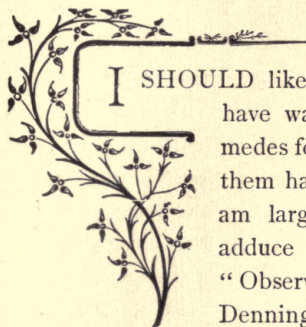 I SHOULD like
have wa
medes fo
them ha
am larg
adduce
“ Observ
Denning